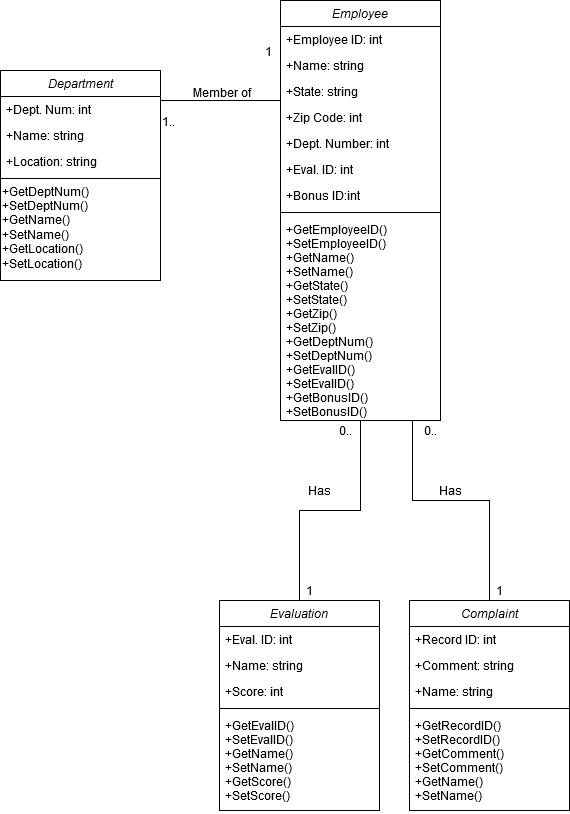 Employee
+Employee ID: int
+Name: string
+State: string
+Zip Code: int
+Dept. Number: int
+Eval. ID: int
+Bonus ID:int
+GetEmployeeID()
+SetEmployeeID()
+GetName()
+SetName()
+GetState()
+SetState()
+GetZip()
+SetZip()
+GetDeptNum()
+SetDeptNum()
+GetEvalID()
+SetEvalID()
+GetBonusID()
+SetBonusID()
1
Member of
1..
Department
+Dept. Num: int
+Name: string
+Location: string
+GetDeptNum()
+SetDeptNum()
+GetName()
+SetName()
+GetLocation()
+SetLocation()
0..
0..
Has
Has
1
1
Evaluation
+Eval. ID: int
+Name: string
+Score: int
+GetEvalID()
+SetEvalID()
+GetName()
+SetName()
+GetScore()
+SetScore()
Complaint
+Record ID: int
+Comment: string
+Name: string
+GetRecordID()
+SetRecordID()
+GetComment()
+SetComment()
+GetName()
+SetName()